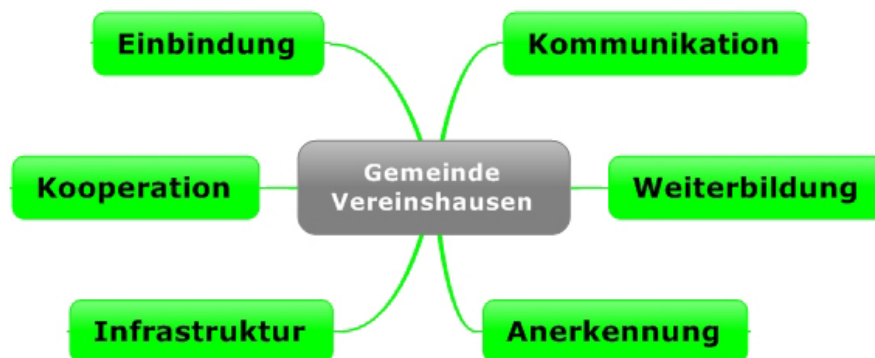 Einbindung
Kommunikation
Kooperation
Gemeinde
Vereinshausen
Weiterbildung
Infrastruktur
Anerkennung